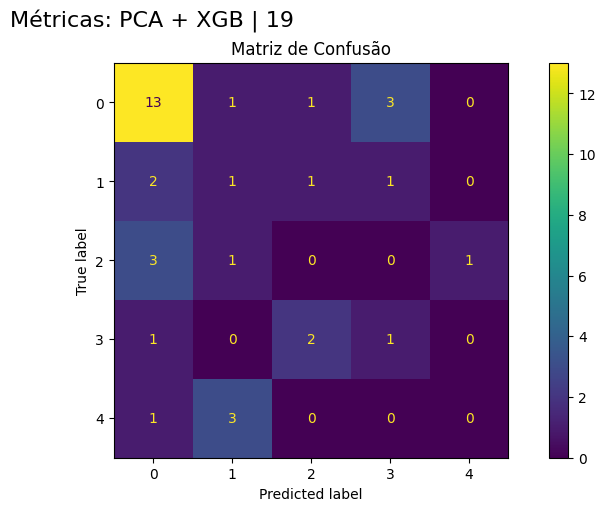 Métricas: PCA + XGB | 19
Matriz de Confusão
0 13 1 1 3 0
1 2 1 1 1 0
2 3 1 0 0 1
3 1 0 2 1 0
4 1 3 0 0 0
0 1 2 3 4
True label
Predicted label
12
10
8
6
4
2
0